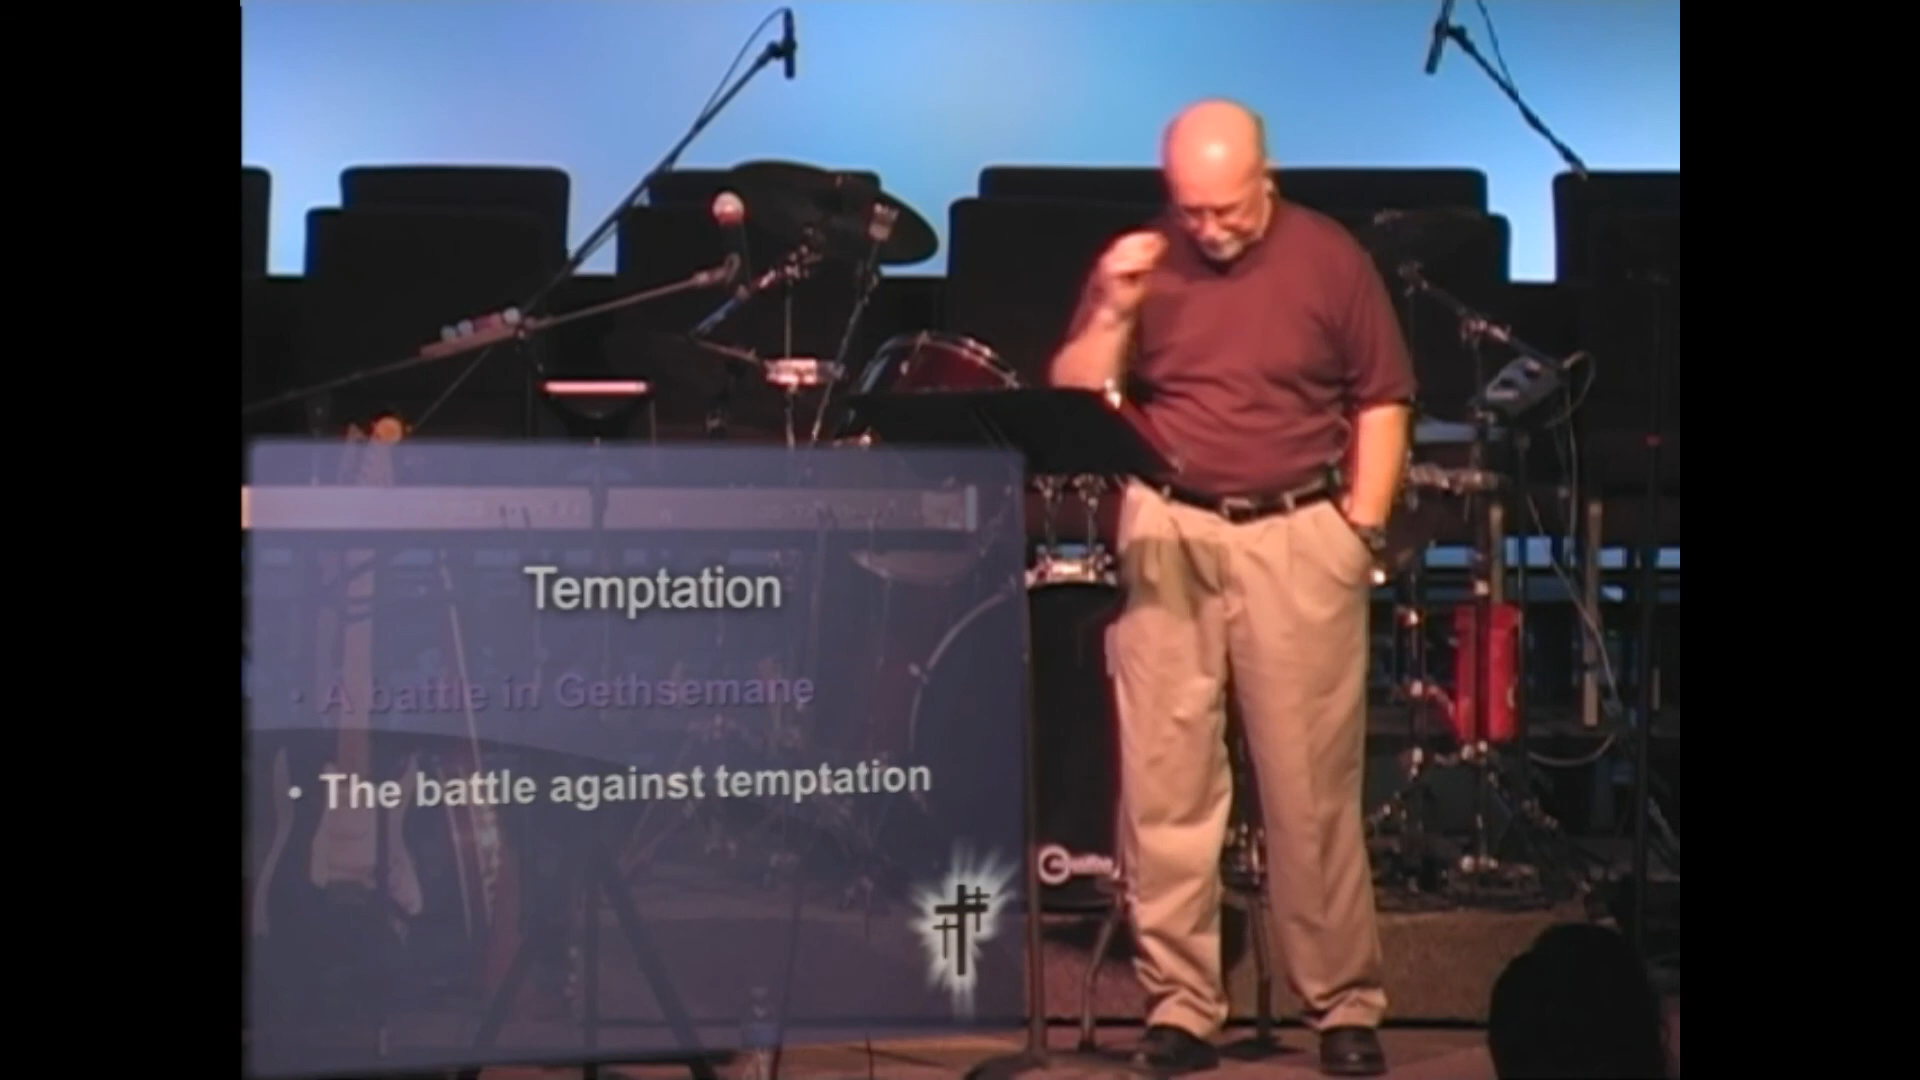 Temptation
• A battle in Gethsemane
• The battle against temptation